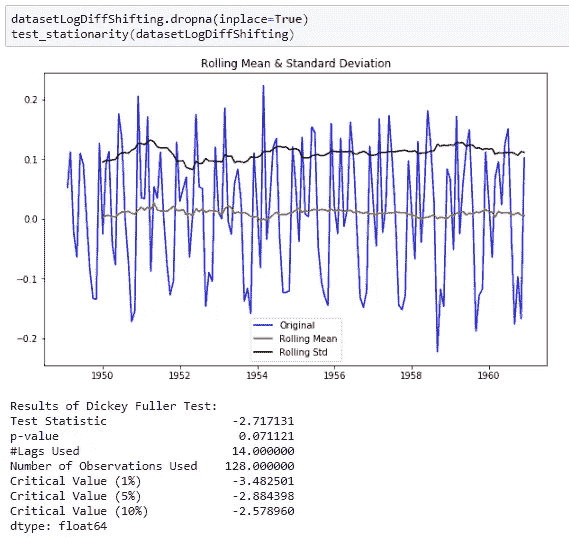 datasetLogDiffShifting.dropna(inplace=True)
test_stationarity(datasetLogDiffShifting)
Rolling Mean & Standard Deviation
0.2
0.1
0.0
−0.1
−0.2
Original
Rolling Mean
Rolling Std
1950 1952 1954 1956 1958 1960
Results of Dickey Fuller Test:
Test Statistic -2.717131
p-value 0.071121
#Lags Used 14.000000
Number of Observations Used 128.000000
Critical Value (1%) -3.482501
Critical Value (5%) -2.884398
Critical Value (10%) -2.578960
dtype: float64